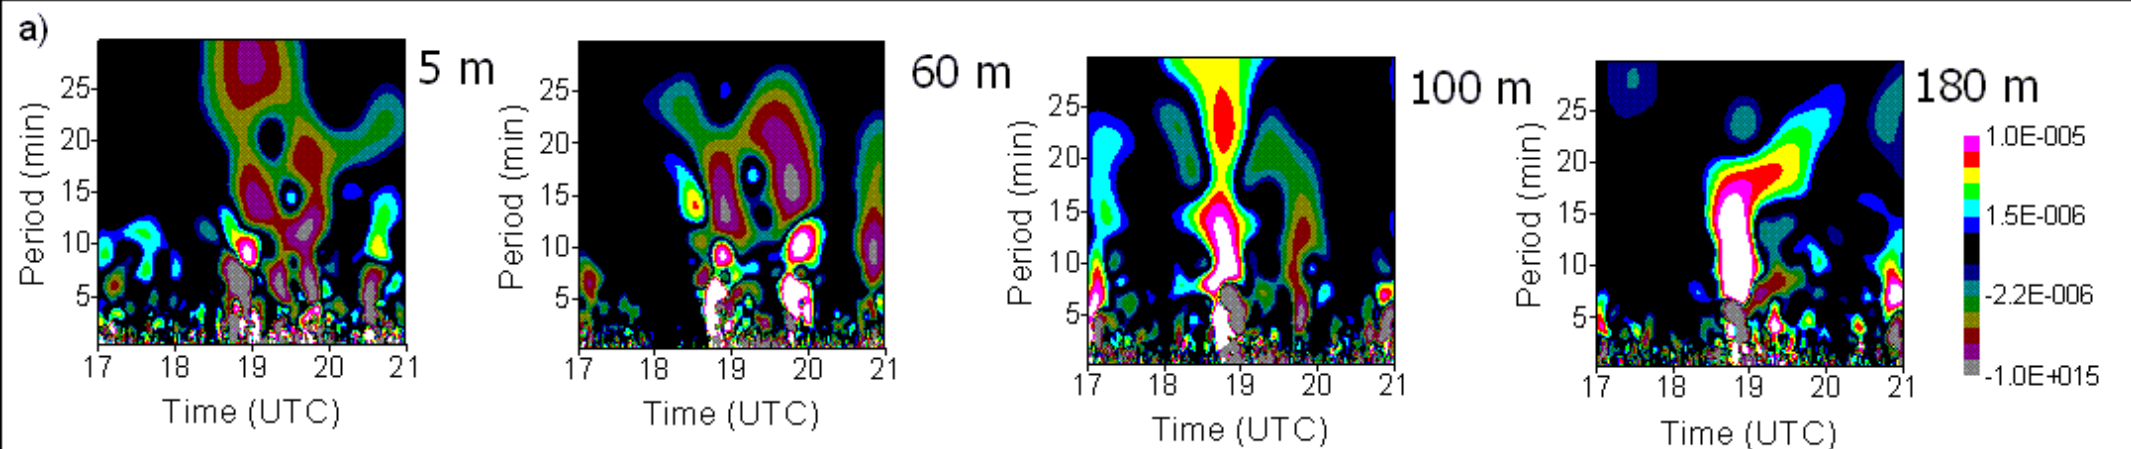 a)
5 m
60 m
100 m
180 m
Period (min)
25
20
15
10
5
17 18 19 20 21
Time (UTC)
Period (min)
25
20
15
10
5
17 18 19 20 21
Time (UTC)
Period (min)
25
20
15
10
5
17 18 19 20 21
Time (UTC)
Period (min)
25
20
15
10
5
17 18 19 20 21
Time (UTC)
1.0E-005
1.5E-006
-2.2E-006
-1.0E+015